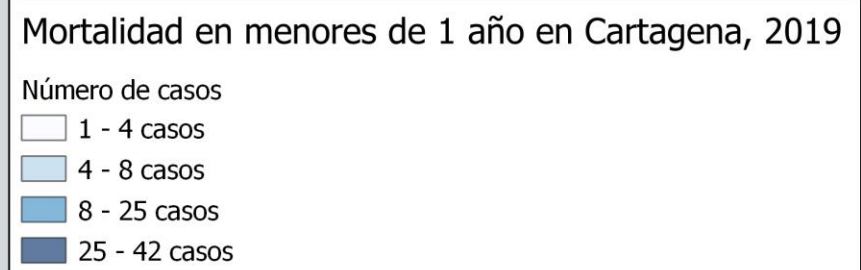 Mortalidad en menores de 1 año en Cartagena, 2019
Número de casos
1 - 4 casos
4 - 8 casos
8 - 25 casos
25 - 42 casos